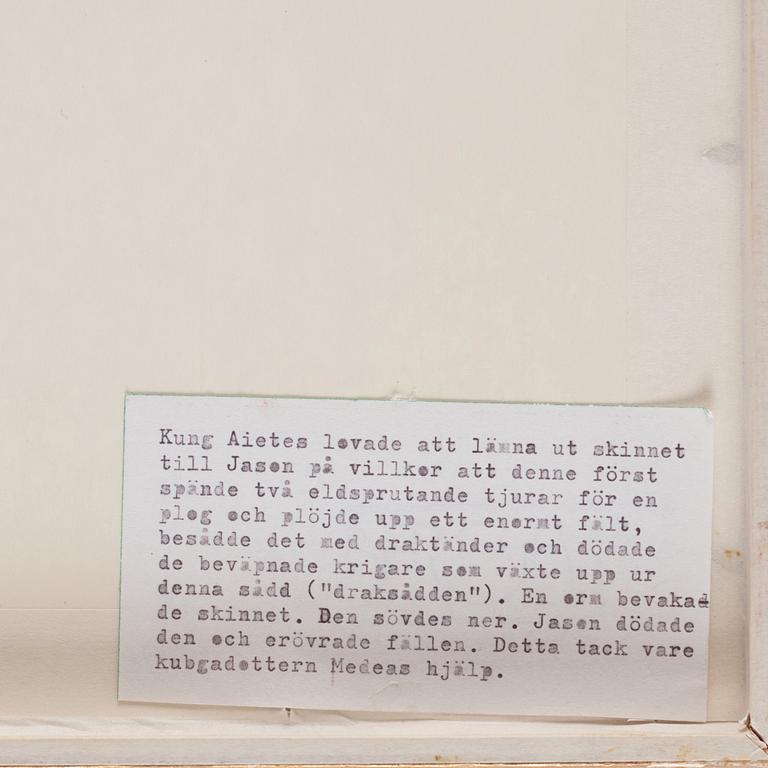 Kung Aietes lovade att lämna ut skinnet
till Jason på villkor att denne först
spände två eldsprutande tjurar för en
plog och plöjde upp ett enormt fält,
besådde det med draktänder och dödade
de beväpnade krigare som växte upp ur
denna sådd ("draksådden"). En orm bevakad
de skinnet. Den sövdes ner. Jason dödade
den och erövrade fällen. Detta tack vare
kubgadottern Medeas hjälp.